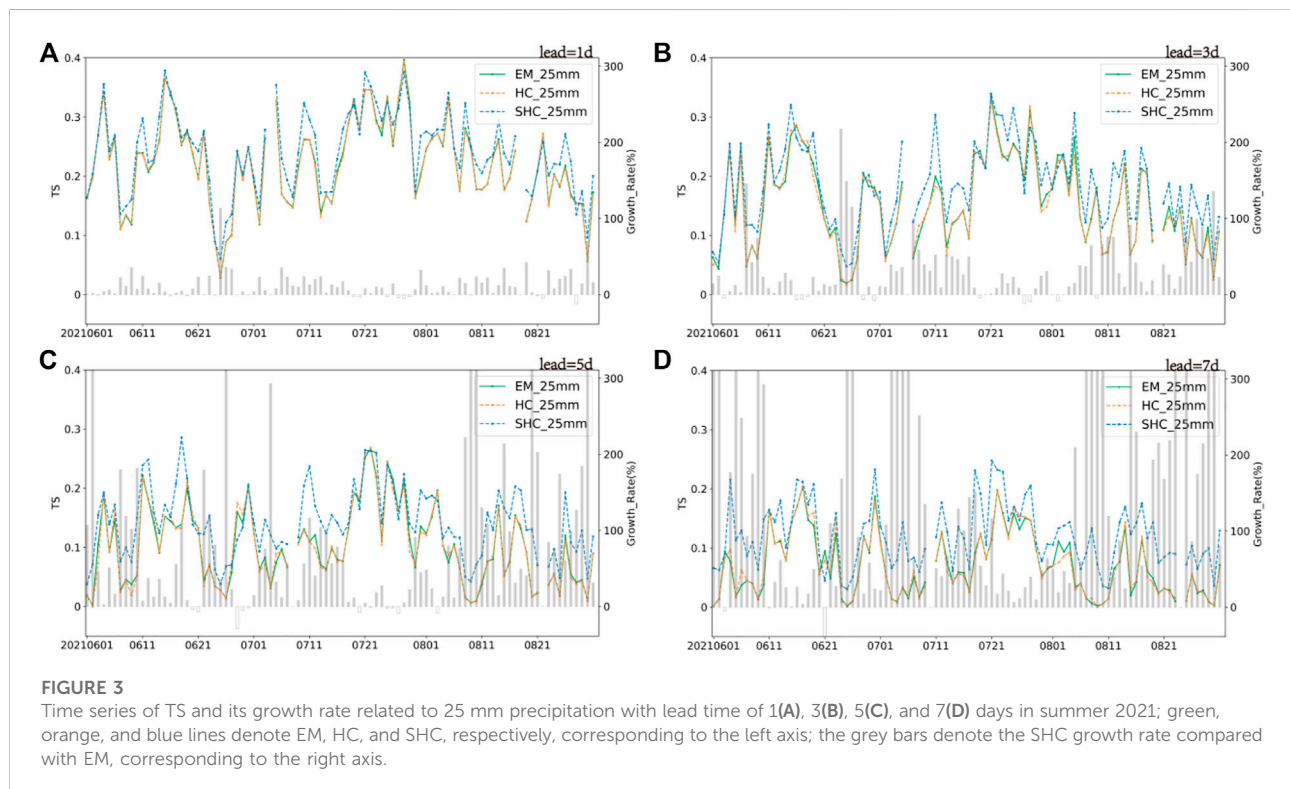 A
lead=1d
0.4
0.3
0.2
0.1
0
TS
300
200
100
0
Growth_Rate(%)
EM_25mm
HC_25mm
SHC_25mm
20210601 0611 0621 0701 0711 0721 0801 0811 0821
B
lead=3d
0.4
0.3
0.2
0.1
0
TS
300
200
100
0
Growth_Rate(%)
EM_25mm
HC_25mm
SHC_25mm
20210601 0611 0621 0701 0711 0721 0801 0811 0821
C
lead=5d
0.4
0.3
0.2
0.1
0
TS
300
200
100
0
Growth_Rate(%)
EM_25mm
HC_25mm
SHC_25mm
20210601 0611 0621 0701 0711 0721 0801 0811 0821
D
lead=7d
0.4
0.3
0.2
0.1
0
TS
300
200
100
0
Growth_Rate(%)
EM_25mm
HC_25mm
SHC_25mm
20210601 0611 0621 0701 0711 0721 0801 0811 0821
FIGURE 3
Time series of TS and its growth rate related to 25 mm precipitation with lead time of 1(A), 3(B), 5(C), and 7(D) days in summer 2021; green,
orange, and blue lines denote EM, HC, and SHC, respectively, corresponding to the left axis; the grey bars denote the SHC growth rate compared
with EM, corresponding to the right axis.